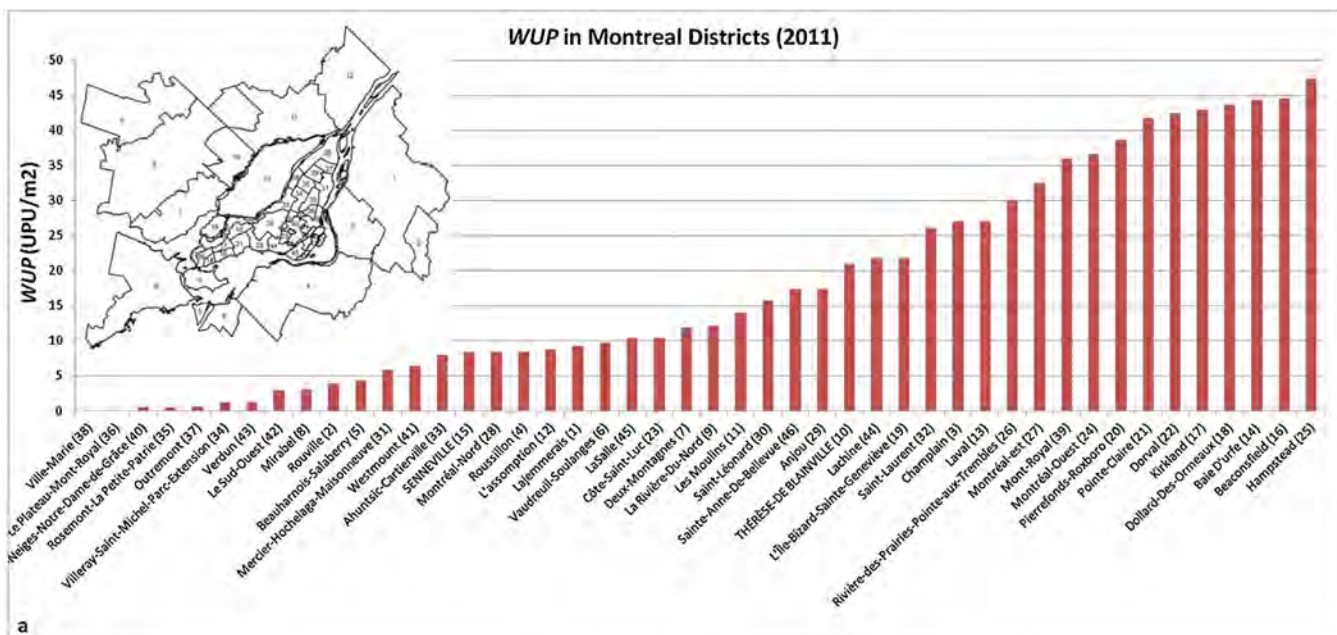 WUP in Montreal Districts (2011)
WUP (UPU/m2)
50
45
40
35
30
25
20
15
10
5
0
Ville-Marie (38)
Le Plateau-Mont-Royal (36)
-Neiges-Notre-Dame-de-Grâce (40)
Rosemont-La Petite-Patrie (35)
Outremont (37)
Villeray-Saint-Michel-Parc-Extension (34)
Verdun (43)
Le Sud-Ouest (42)
Mirabel (8)
Rouville (2)
Beauharnois-Salaberry (5)
Mercier-Hochelaga-Maisonneuve (31)
Westmount (41)
Ahuntsic-Cartierville (33)
SENNEVILLE (15)
Montréal-Nord (28)
Roussillon (4)
L'assomption (12)
Lajemmerais (1)
Vaudreuil-Soulanges (6)
LaSalle (45)
Côte-Saint-Luc (23)
Deux-Montagnes (7)
La Rivière-Du-Nord (9)
Les Moulins (11)
Saint-Léonard (30)
Sainte-Anne-De-Bellevue (46)
Anjou (29)
THÉRÈSE-DE BLAINVILLE (10)
Lachine (44)
L'Île-Bizard-Sainte-Geneviève (19)
Saint-Laurent (32)
Champlain (3)
Laval (13)
Rivière-des-Prairies-Pointe-aux-Trembles (26)
Montréal-est (27)
Mont-Royal (39)
Montréal-Ouest (24)
Pierrefonds-Roxboro (20)
Pointe-Claire (21)
Dorval (22)
Kirkland (17)
Dollard-Des-Ormeaux (18)
Baie D'urfe (14)
Beaconsfield (16)
Hampstead (25)
a